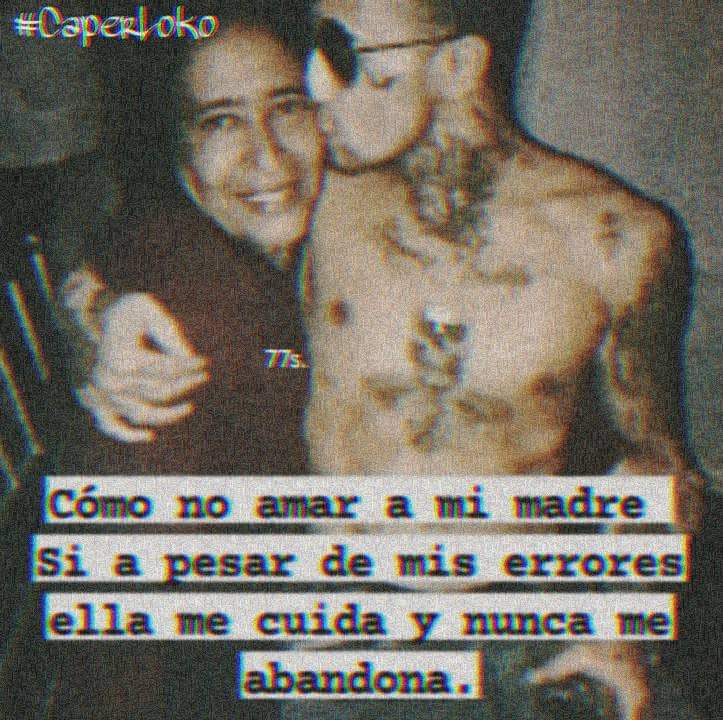 #CaperLoko
77s.
Cómo no amar a mi madre
Si a pesar de mis errores
ella me cuida y nunca me
abandona.